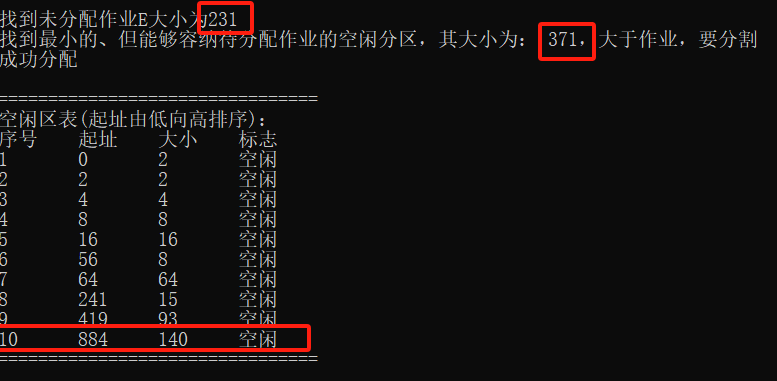 找到未分配作业E大小为231
找到最小的、但能够容纳待分配作业的空闲分区，其大小为： 371，大于作业，要分割
成功分配
================================
空闲区表(起址由低向高排序)：
序号 起址 大小 标志
1 0 2 空闲
2 2 2 空闲
3 4 4 空闲
4 8 8 空闲
5 16 16 空闲
6 56 8 空闲
7 64 64 空闲
8 241 15 空闲
9 419 93 空闲
10 884 140 空闲
================================